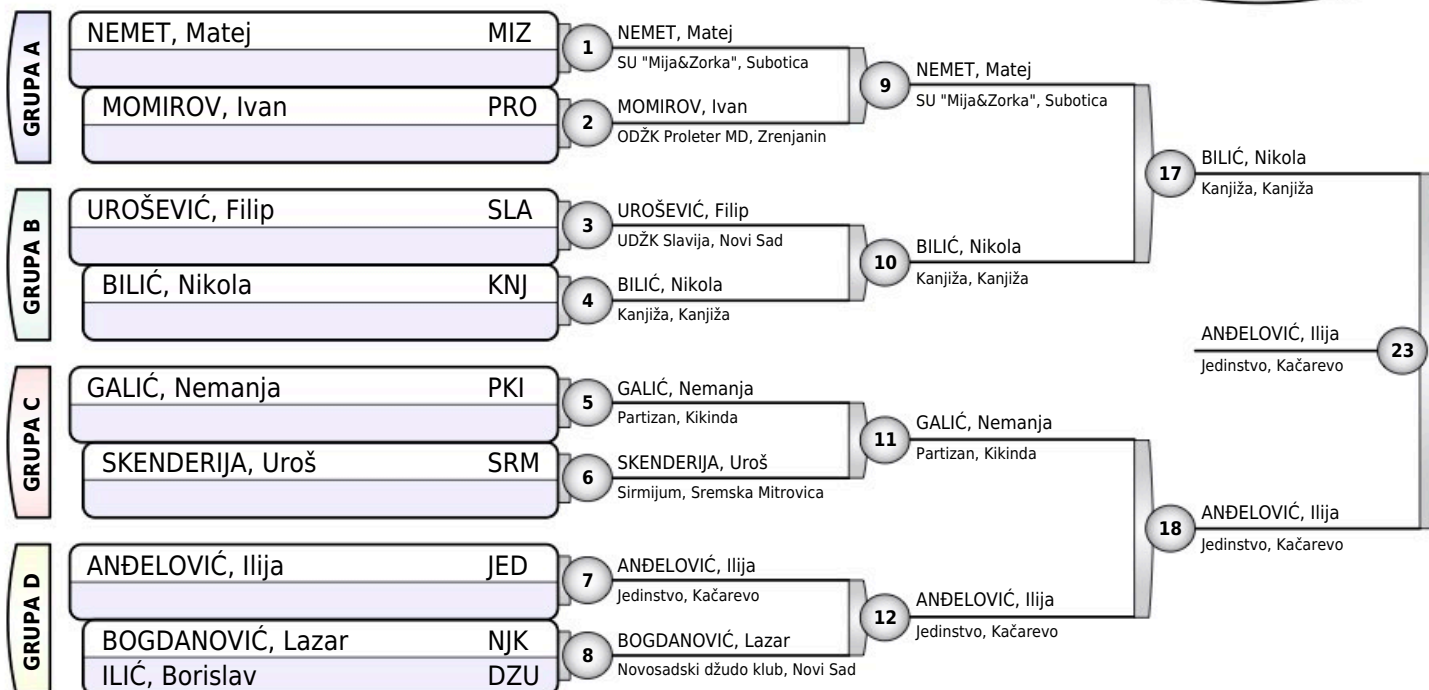 GRUPA A
NEMET, Matej MIZ
MOMIROV, Ivan PRO
GRUPA B
UROŠEVIĆ, Filip SLA
BILIĆ, Nikola KNJ
GRUPA C
GALIĆ, Nemanja PKI
SKENDERIJA, Uroš SRM
GRUPA D
ANĐELOVIĆ, Ilija JED
BOGDANOVIĆ, Lazar NJK
ILIĆ, Borislav DZU
1
NEMET, Matej
SU "Mija&Zorka", Subotica
2
MOMIROV, Ivan
ODŽK Proleter MD, Zrenjanin
3
UROŠEVIĆ, Filip
UDŽK Slavija, Novi Sad
4
BILIĆ, Nikola
Kanjiža, Kanjiža
5
GALIĆ, Nemanja
Partizan, Kikinda
6
SKENDERIJA, Uroš
Sirmijum, Sremska Mitrovica
7
ANĐELOVIĆ, Ilija
Jedinstvo, Kačarevo
8
BOGDANOVIĆ, Lazar
Novosadski džudo klub, Novi Sad
9
NEMET, Matej
SU "Mija&Zorka", Subotica
10
BILIĆ, Nikola
Kanjiža, Kanjiža
11
GALIĆ, Nemanja
Partizan, Kikinda
12
ANĐELOVIĆ, Ilija
Jedinstvo, Kačarevo
17
BILIĆ, Nikola
Kanjiža, Kanjiža
18
ANĐELOVIĆ, Ilija
Jedinstvo, Kačarevo
ANĐELOVIĆ, Ilija
Jedinstvo, Kačarevo
23